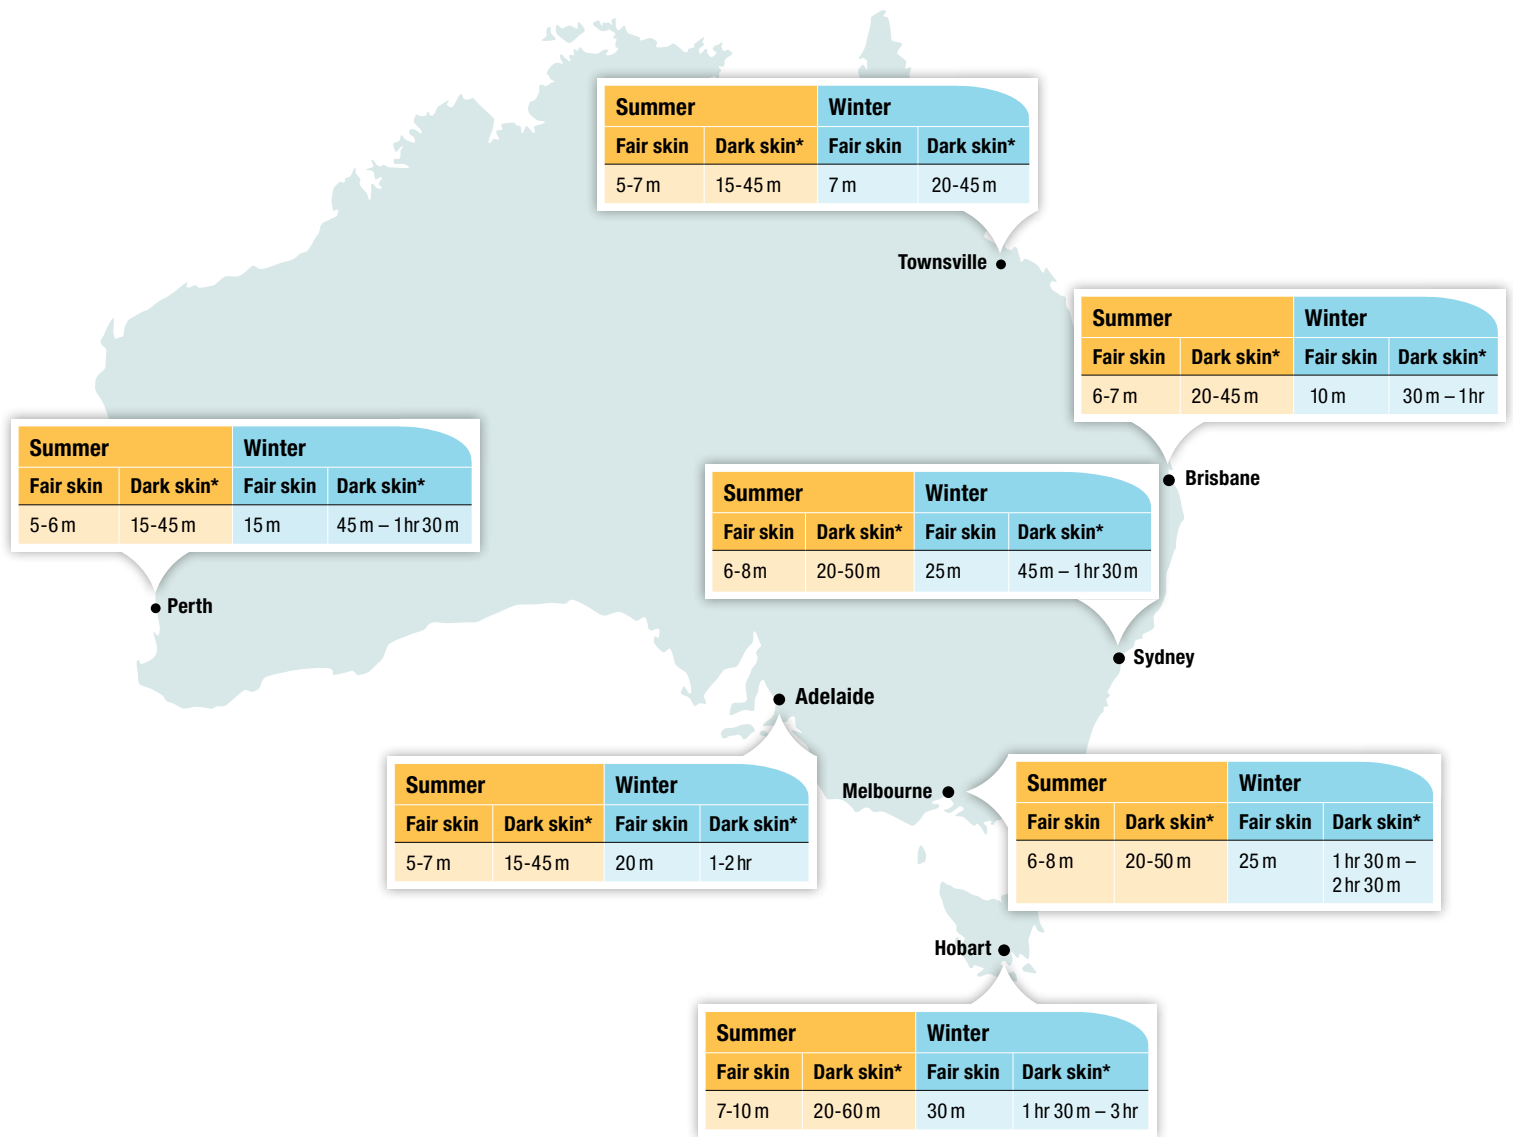 Summer Winter
Fair skin Dark skin* Fair skin Dark skin*
5-7 m 15-45 m 7 m 20-45 m
Townsville
Summer Winter
Fair skin Dark skin* Fair skin Dark skin*
6-7 m 20-45 m 10 m 30 m – 1 hr
Brisbane
Summer Winter
Fair skin Dark skin* Fair skin Dark skin*
5-6 m 15-45 m 15 m 45 m – 1 hr 30 m
Perth
Summer Winter
Fair skin Dark skin* Fair skin Dark skin*
6-8 m 20-50 m 25 m 45 m – 1 hr 30 m
Sydney
Adelaide
Summer Winter
Fair skin Dark skin* Fair skin Dark skin*
5-7 m 15-45 m 20 m 1-2 hr
Melbourne
Summer Winter
Fair skin Dark skin* Fair skin Dark skin*
6-8 m 20-50 m 25 m 1 hr 30 m –
2 hr 30 m
Hobart
Summer Winter
Fair skin Dark skin* Fair skin Dark skin*
7-10 m 20-60 m 30 m 1 hr 30 m – 3 hr